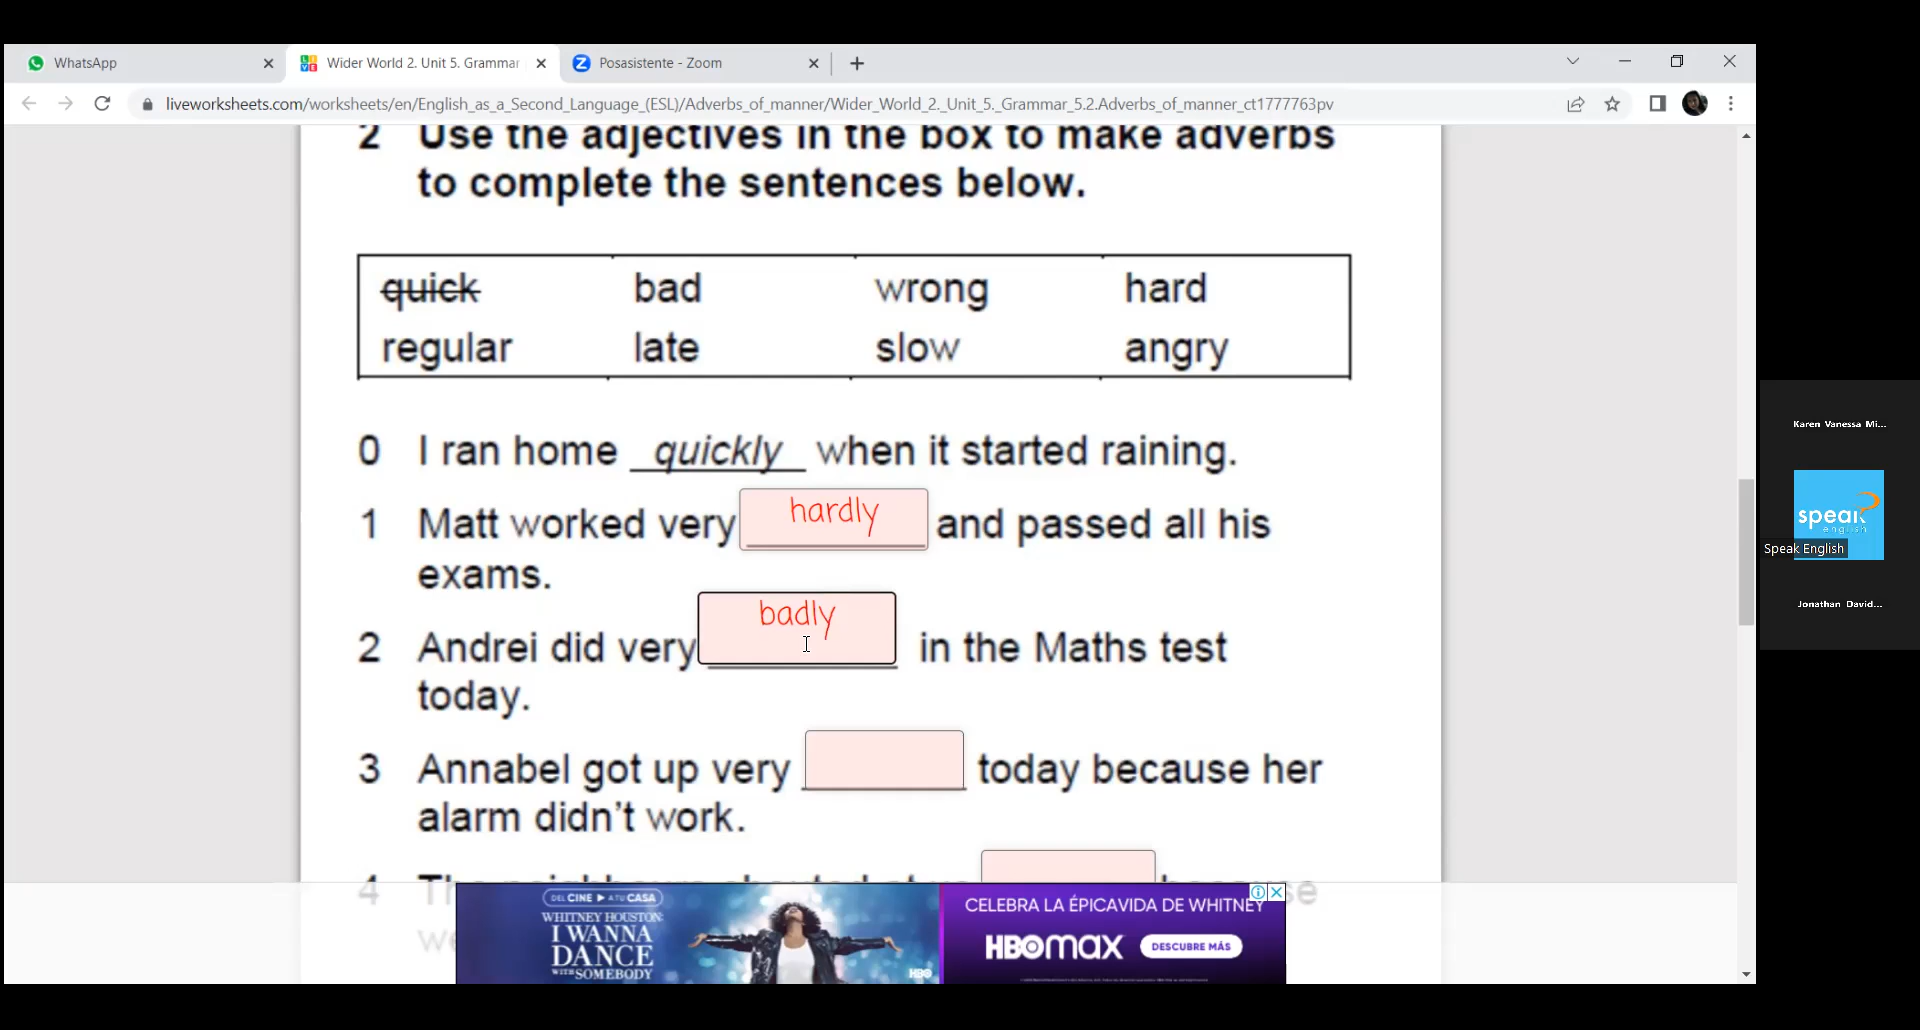 WhatsApp
Wider World 2. Unit 5. Grammar
Posasistente - Zoom
liveworksheets.com/worksheets/en/English_as_a_Second_Language_(ESL)/Adverbs_of_manner/Wider_World_2._Unit_5._Grammar_5.2.Adverbs_of_manner_ct1777763pv
2 Use the adjectives in the box to make adverbs
to complete the sentences below.
quick bad wrong hard
regular late slow angry
0 I ran home quickly when it started raining.
1 Matt worked very hardly and passed all his
exams.
2 Andrei did very badly in the Maths test
today.
3 Annabel got up very today because her
alarm didn't work.
4
we
DEL CINE A TU CASA
WHITNEY HOUSTON:
I WANNA
DANCE
WITH SOMEBODY
HBO
CELEBRA LA ÉPICAVIDA DE WHITNEY
HBOMAX DESCUBRE MÁS
Karen Vanessa Mi...
speak
english
Speak English
Jonathan David...